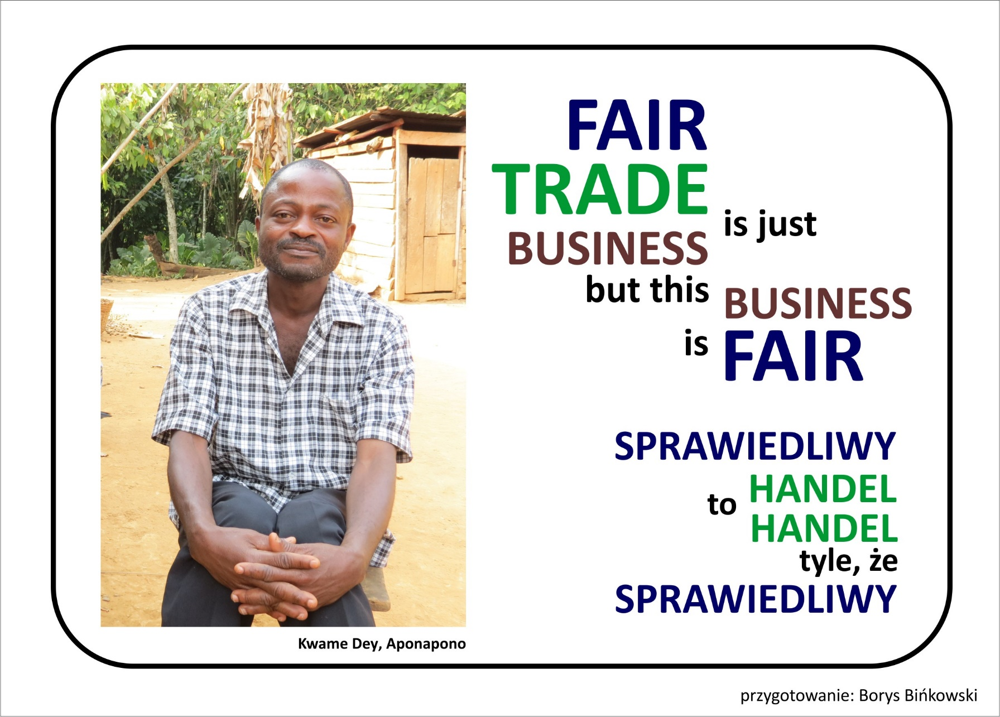 FAIR
TRADE is just
BUSINESS
but this BUSINESS
is FAIR
SPRAWIEDLIWY
HANDEL
to HANDEL
tyle, że
SPRAWIEDLIWY
Kwame Dey, Aponapono
przygotowanie: Borys Bińkowski